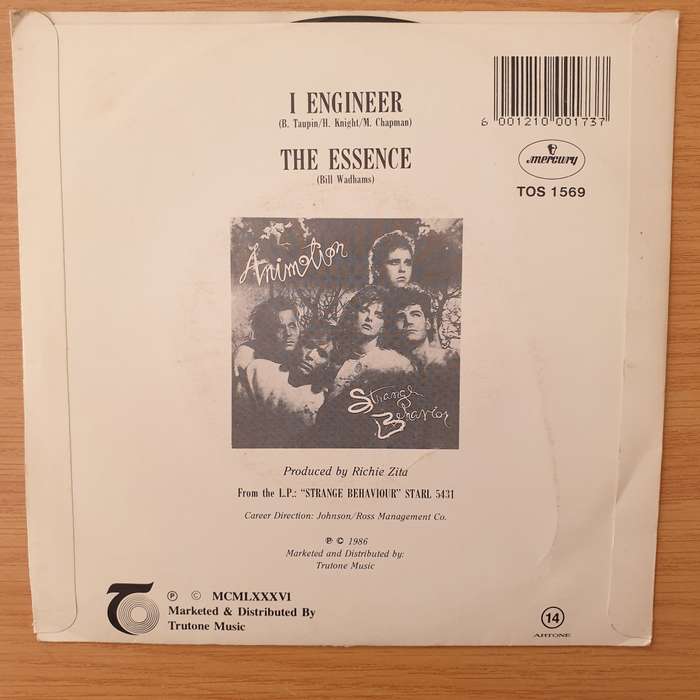 I ENGINEER
(B. Taupin/H. Knight/M. Chapman)
THE ESSENCE
(Bill Wadhams)
6 001210 001737
mercury
TOS 1569
Animotion
Strange
Behavior
Produced by Richie Zita
From the L.P.: “STRANGE BEHAVIOUR” STARL 5431
Career Direction: Johnson/Ross Management Co.
℗ © 1986
Marketed and Distributed by:
Trutone Music
℗ © MCMLXXXVI
Marketed & Distributed By
Trutone Music
14
ARTONE